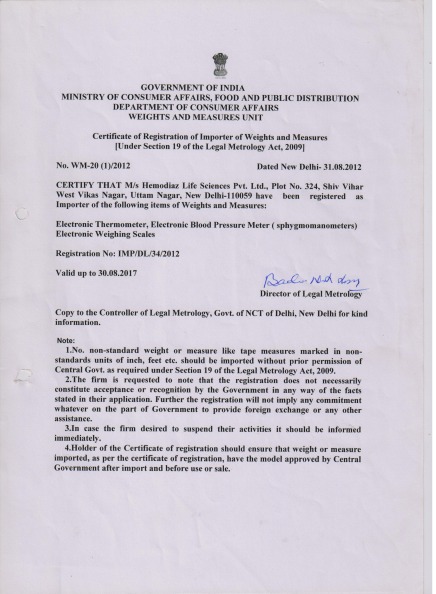 GOVERNMENT OF INDIA
MINISTRY OF CONSUMER AFFAIRS, FOOD AND PUBLIC DISTRIBUTION
DEPARTMENT OF CONSUMER AFFAIRS
WEIGHTS AND MEASURES UNIT
Certificate of Registration of Importer of Weights and Measures
[Under Section 19 of the Legal Metrology Act, 2009]
No. WM-20 (1)/2012 Dated New Delhi- 31.08.2012
CERTIFY THAT M/s Hemodiaz Life Sciences Pvt. Ltd., Plot No. 324, Shiv Vihar
West Vikas Nagar, Uttam Nagar, New Delhi-110059 have been registered as
Importer of the following items of Weights and Measures:
Electronic Thermometer, Electronic Blood Pressure Meter ( sphygmomanometers)
Electronic Weighing Scales
Registration No: IMP/DL/34/2012
Valid up to 30.08.2017
Director of Legal Metrology
Copy to the Controller of Legal Metrology, Govt. of NCT of Delhi, New Delhi for kind
information.
Note:
1.No. non-standard weight or measure like tape measures marked in non-
standards units of inch, feet etc. should be imported without prior permission of
Central Govt. as required under Section 19 of the Legal Metrology Act, 2009.
2.The firm is requested to note that the registration does not necessarily
constitute acceptance or recognition by the Government in any way of the facts
stated in their application. Further the registration will not imply any commitment
whatever on the part of Government to provide foreign exchange or any other
assistance.
3.In case the firm desired to suspend their activities it should be informed
immediately.
4.Holder of the Certificate of registration should ensure that weight or measure
imported, as per the certificate of registration, have the model approved by Central
Government after import and before use or sale.